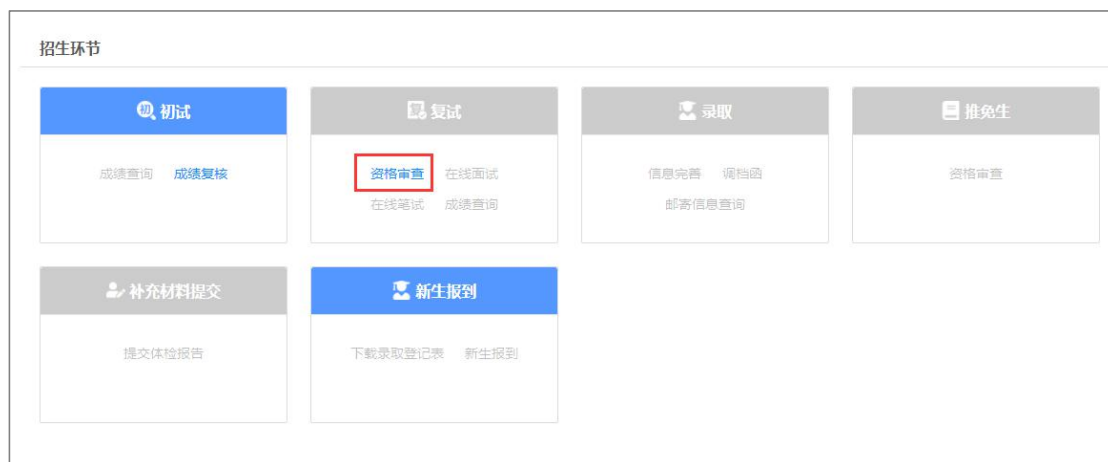 招生环节
初试
复试
录取
推免生
成绩查询 成绩复核
资格审查 在线面试
信息完善 调档函
资格审查
在线笔试 成绩查询
邮寄信息查询
补充材料提交
新生报到
提交体检报告
下载录取登记表 新生报到